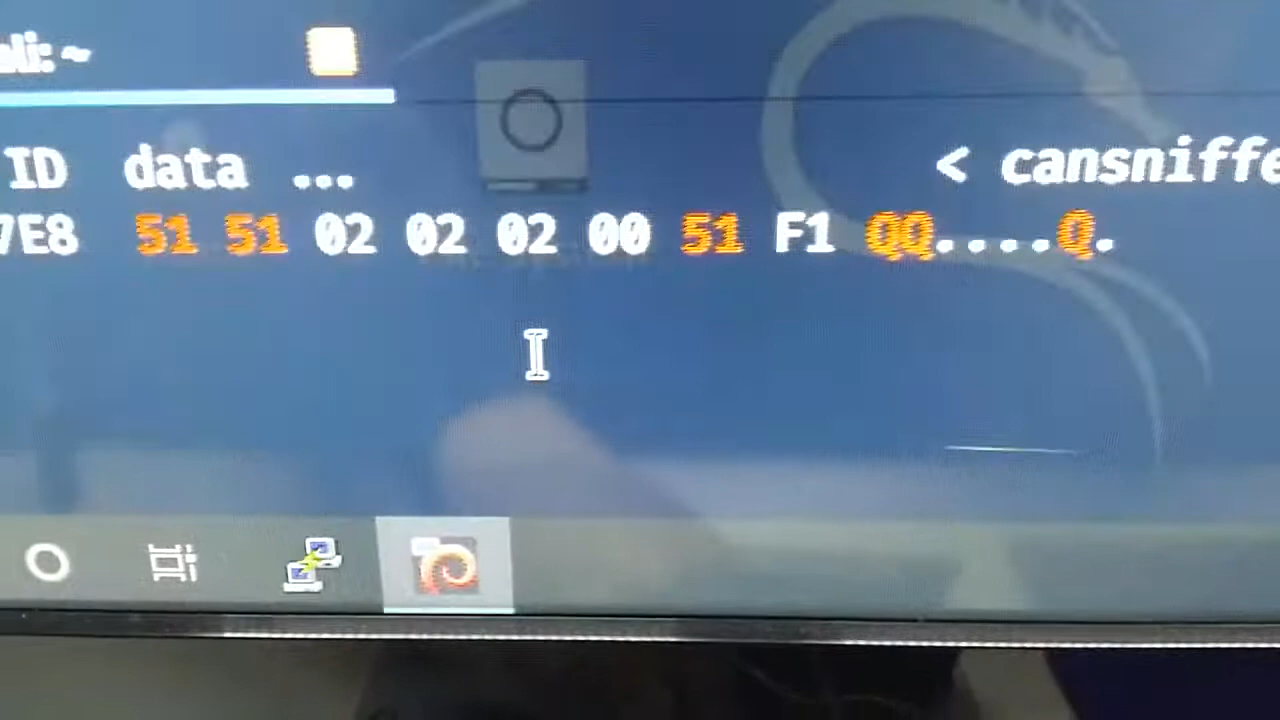 ali:~
ID data ... < cansniffe
7E8 51 51 02 02 02 00 51 F1 QQ....Q.